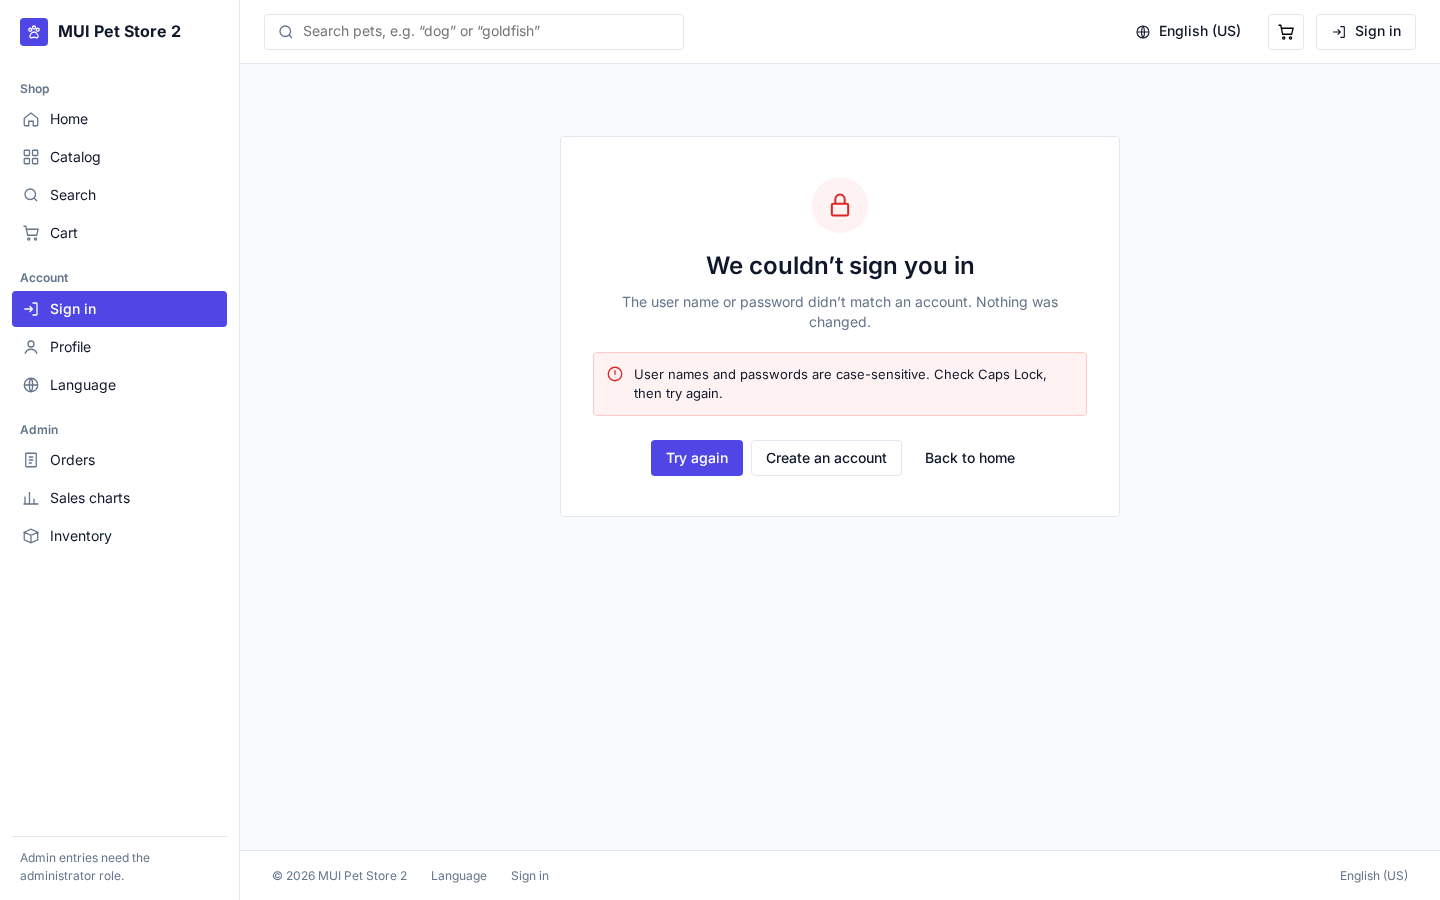 MUI Pet Store 2
Search pets, e.g. “dog” or “goldfish”
English (US)
Sign in
Shop
Home
Catalog
Search
Cart
Account
Sign in
Profile
Language
Admin
Orders
Sales charts
Inventory
Admin entries need the
administrator role.
We couldn’t sign you in
The user name or password didn’t match an account. Nothing was
changed.
User names and passwords are case-sensitive. Check Caps Lock,
then try again.
Try again
Create an account
Back to home
© 2026 MUI Pet Store 2
Language
Sign in
English (US)